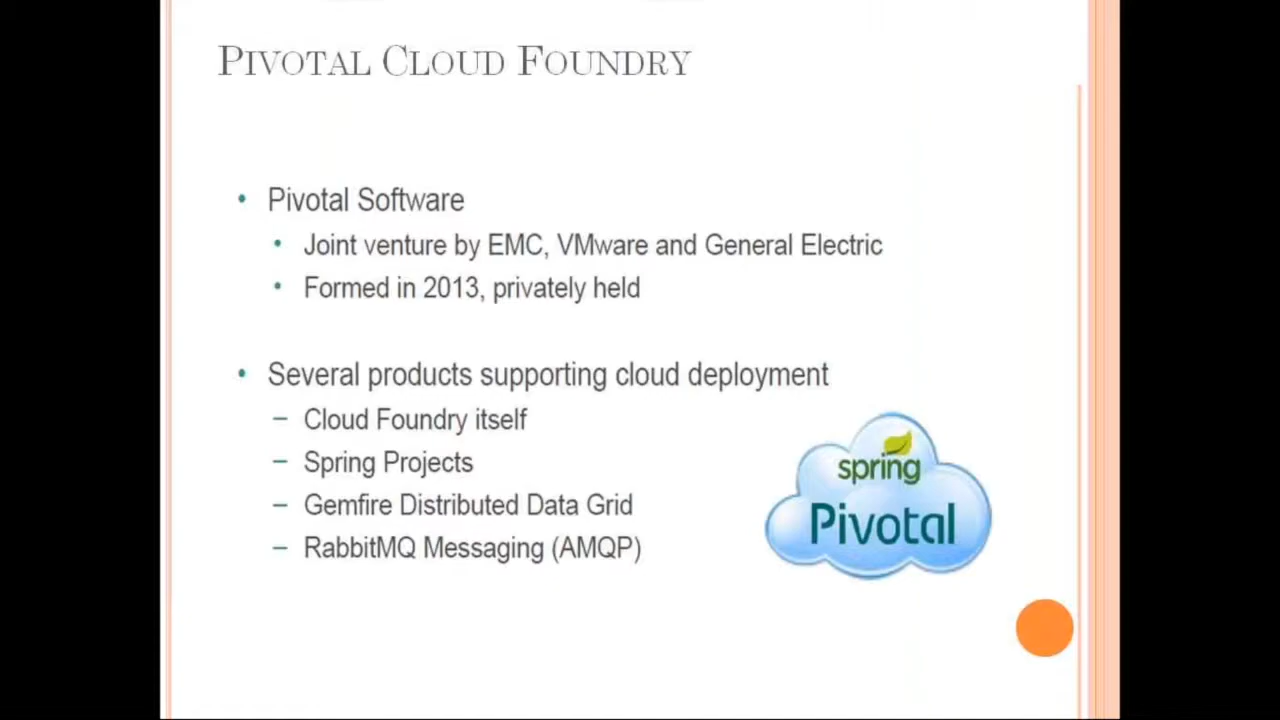 PIVOTAL CLOUD FOUNDRY
• Pivotal Software
• Joint venture by EMC, VMware and General Electric
• Formed in 2013, privately held
• Several products supporting cloud deployment
– Cloud Foundry itself
– Spring Projects
– Gemfire Distributed Data Grid
– RabbitMQ Messaging (AMQP)
spring
Pivotal